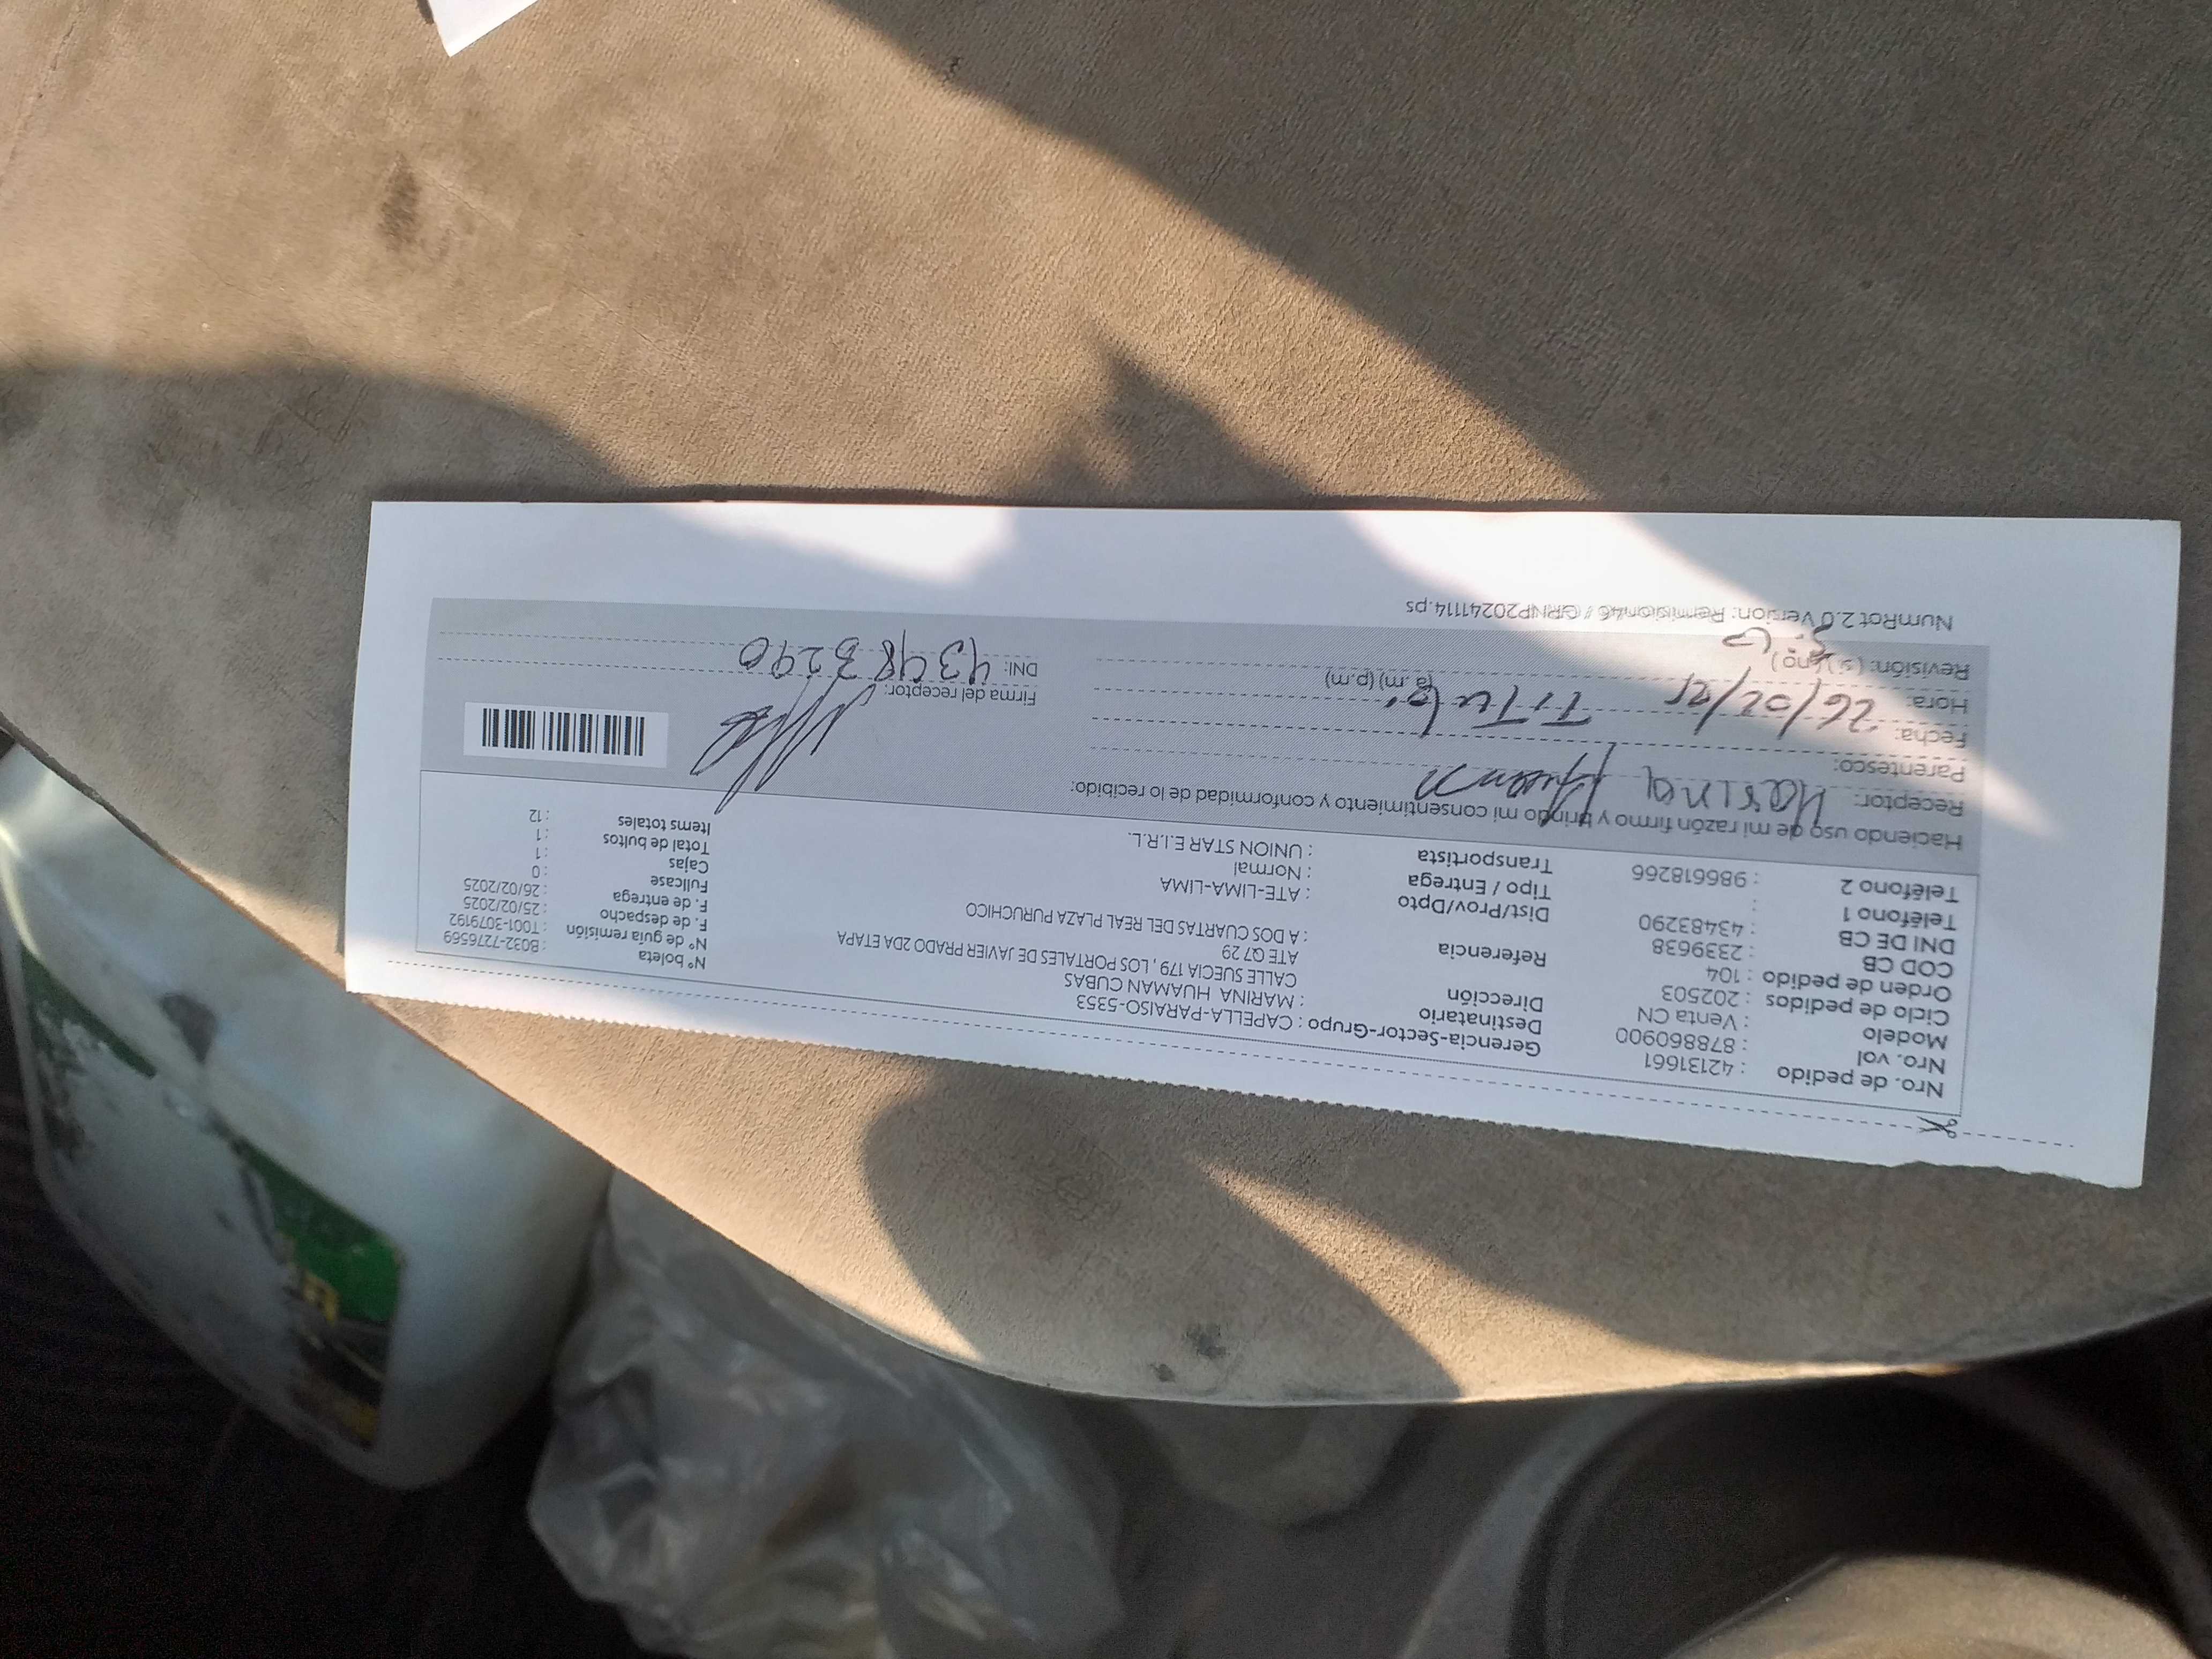 Nro. de pedido : 42131661
Nro. vol : 878860900
Modelo : Venta CN
Ciclo de pedidos : 202503
Orden de pedido : 104
COD CB : 2339638
DNI DE CB : 43483290
Teléfono 1 :
Teléfono 2 : 986618266
Gerencia-Sector-Grupo : CAPELLA-PARAISO-5353
Destinatario : MARINA HUAMAN CUBAS
Dirección CALLE SUECIA 179 , LOS PORTALES DE JAVIER PRADO 2DA ETAPA
ATE Q7 29
Referencia : A DOS CUARTAS DEL REAL PLAZA PURUCHICO
Dist/Prov/Dpto : ATE-LIMA-LIMA
Tipo / Entrega : Normal
Transportista : UNION STAR E.I.R.L.
N° boleta : B032-7276569
N° de guía remisión : T001-3079192
F. de despacho : 25/02/2025
F. de entrega : 26/02/2025
Fullcase : 0
Cajas : 1
Total de bultos : 1
Items totales : 12
Haciendo uso de mi razón firmo y brindo mi consentimiento y conformidad de lo recibido:
Receptor: Marina
Parentesco:
Fecha: 26/02/25 Titular
Hora: (a.m) (p.m)
Revisión: (si) (no)
Firma del receptor:
DNI: 43483290
NumRot 2.0 Version: Remision46 / GRNP20241114.ps